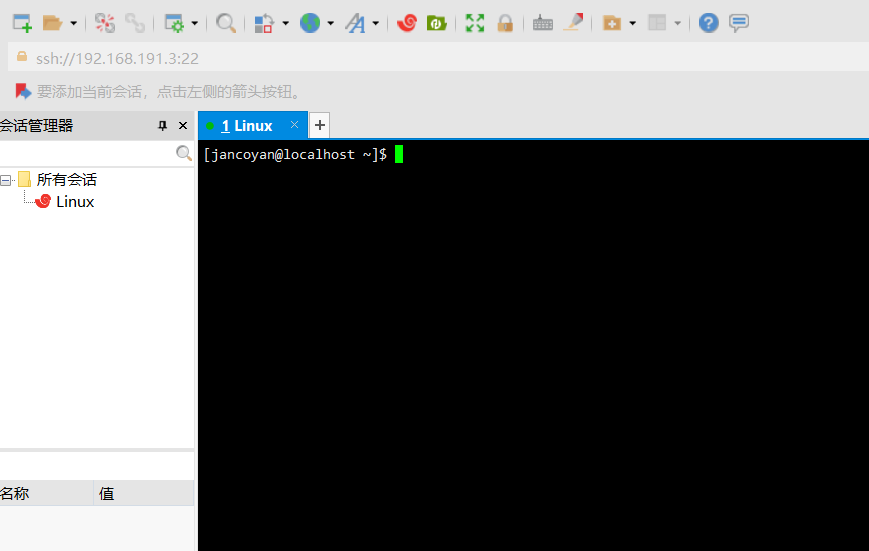 ssh://192.168.191.3:22
要添加当前会话，点击左侧的箭头按钮。
会话管理器
1 Linux
[jancoyan@localhost ~]$
所有会话
Linux
名称 值